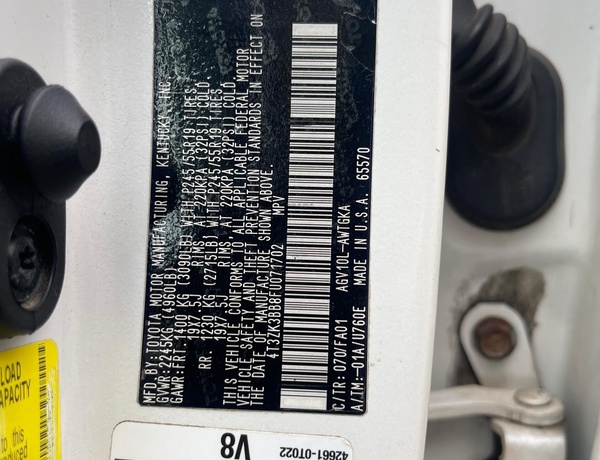 MFD.BY:TOYOTA MOTOR MANUFACTURING, KENTUCKY, INC.
GVWR:2245KG (4960LB)
GAWR:FRT.1400 KG (3090LB) WITH P245/55R19 TIRES,
19X7.5J RIMS, AT 220KPA (32PSI) COLD
RR. 1230 KG (2715LB) WITH P245/55R19 TIRES,
19X7.5J RIMS, AT 220KPA (32PSI) COLD
THIS VEHICLE CONFORMS TO ALL APPLICABLE FEDERAL MOTOR
VEHICLE SAFETY AND THEFT PREVENTION STANDARDS IN EFFECT ON
THE DATE OF MANUFACTURE SHOWN ABOVE.
4T3ZK3BB8FU071702 MPV
C/TR: 070/FA01 AGV10L-AWTGKA
A/TM:-01A/U760E MADE IN U.S.A. 65570
LOAD
CAPACITY
to this
V8
42661-0T022